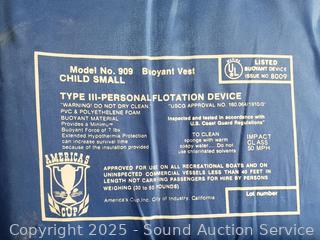 Model No. 909 Buoyant Vest
CHILD SMALL
UL
LISTED
BUOYANT DEVICE
ISSUE NO. 8009
TYPE III-PERSONAL FLOTATION DEVICE
"WARNING! DO NOT DRY CLEAN."
"USCG APPROVAL NO. 160.064/1910/0"
PVC & POLYETHELENE FOAM
BUOYANT MATERIAL
Provides a Minimum
Buoyant Force of 7 lbs
Extended Hypothermia Protection
can increase survival time
because of the insulation provided
Inspected and tested in accordance with
U.S. Coast Guard Regulations"
TO CLEAN
sponge with warm
soapy water... Do not
use chlorinated solvents
IMPACT
CLASS
50 MPH
AMERICA'S
CUP
APPROVED FOR USE ON ALL RECREATIONAL BOATS AND ON
UNINSPECTED COMMERCIAL VESSELS LESS THAN 40 FEET IN
LENGTH NOT CARRYING PASSENGERS FOR HIRE BY PERSONS
WEIGHING (30 to 50 POUNDS)
America's Cup, Inc. City of Industry, California
Lot number
Copyright 2025 - Sound Auction Service